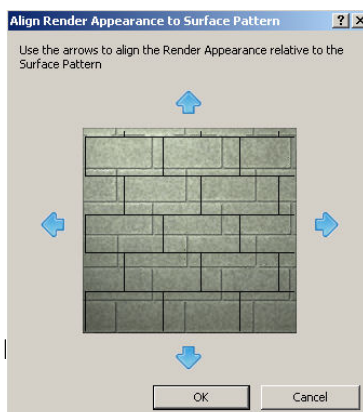 Align Render Appearance to Surface Pattern
Use the arrows to align the Render Appearance relative to the
Surface Pattern
OK
Cancel